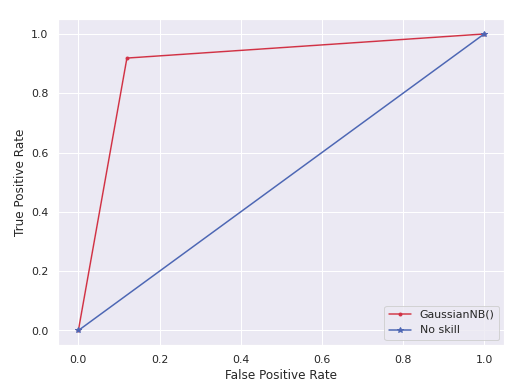 1.0
0.8
0.6
0.4
0.2
0.0
True Positive Rate
0.0 0.2 0.4 0.6 0.8 1.0
False Positive Rate
GaussianNB()
No skill